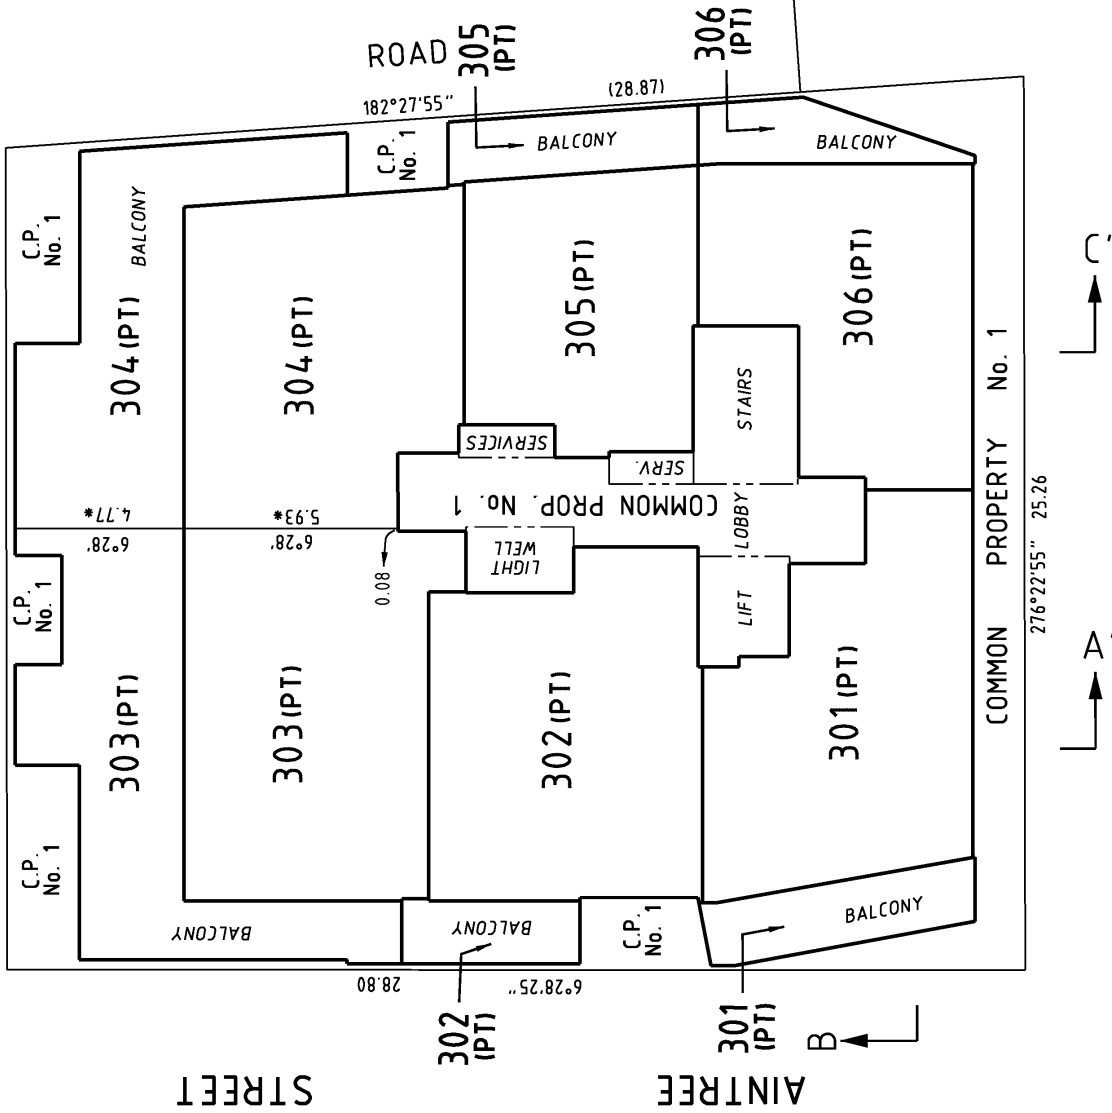 ROAD
305
(PT)
306
(PT)
182°27'55"
(28.87)
C.P.
No. 1
BALCONY
BALCONY
C.P.
No. 1
BALCONY
304(PT)
304(PT)
305(PT)
306(PT)
C'
STAIRS
SERVICES
SERV.
COMMON PROP. No. 1
LOBBY
4.77*
6°28'
5.93*
6°28'
0.08
LIGHT
WELL
LIFT
C.P.
No. 1
COMMON PROPERTY No. 1
276°22'55" 25.26
A'
303(PT)
303(PT)
302(PT)
301(PT)
C.P.
No. 1
BALCONY
BALCONY
C.P.
No. 1
BALCONY
28.80
6°28'25"
302
(PT)
301
(PT)
B
AINTREE STREET